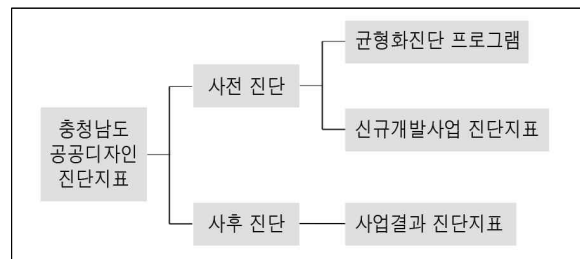 충청남도
공공디자인
진단지표
사전 진단
균형화진단 프로그램
신규개발사업 진단지표
사후 진단
사업결과 진단지표